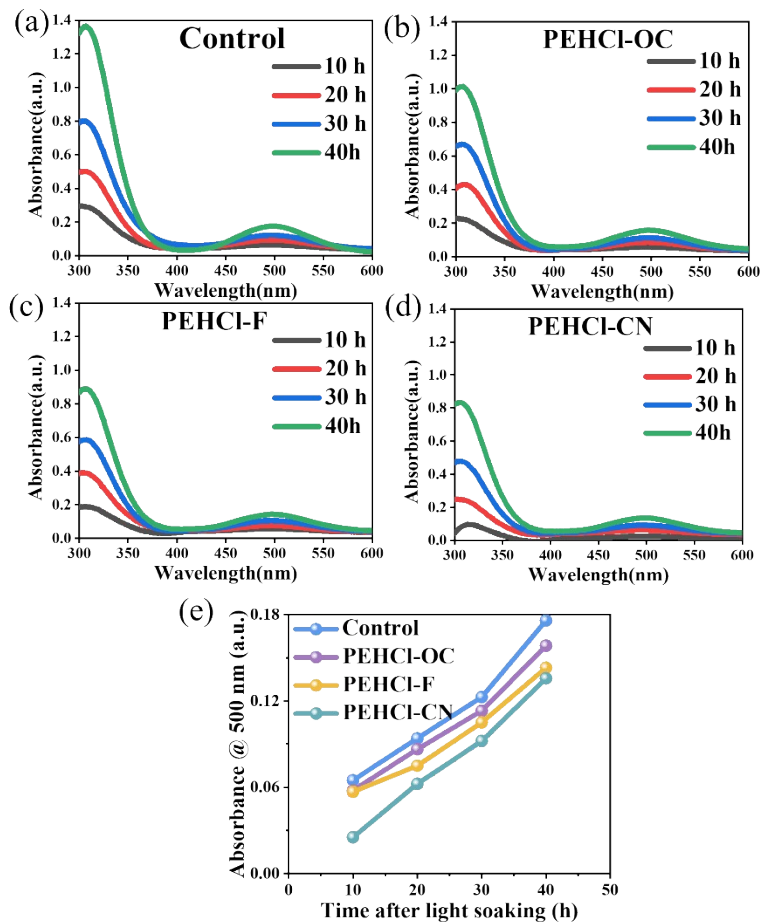 (a)
Control
10 h
20 h
30 h
40h
1.4
1.2
1.0
0.8
0.6
0.4
0.2
0.0
Absorbance(a.u.)
300 350 400 450 500 550 600
Wavelength(nm)
(b)
PEHCl-OC
10 h
20 h
30 h
40h
1.4
1.2
1.0
0.8
0.6
0.4
0.2
0.0
Absorbance(a.u.)
300 350 400 450 500 550 600
Wavelength(nm)
(c)
PEHCl-F
10 h
20 h
30 h
40h
1.4
1.2
1.0
0.8
0.6
0.4
0.2
0.0
Absorbance(a.u.)
300 350 400 450 500 550 600
Wavelength(nm)
(d)
PEHCl-CN
10 h
20 h
30 h
40h
1.4
1.2
1.0
0.8
0.6
0.4
0.2
0.0
Absorbance(a.u.)
300 350 400 450 500 550 600
Wavelength(nm)
(e)
Control
PEHCl-OC
PEHCl-F
PEHCl-CN
0.18
0.12
0.06
0.00
Absorbance @ 500 nm (a.u.)
0 10 20 30 40 50
Time after light soaking (h)